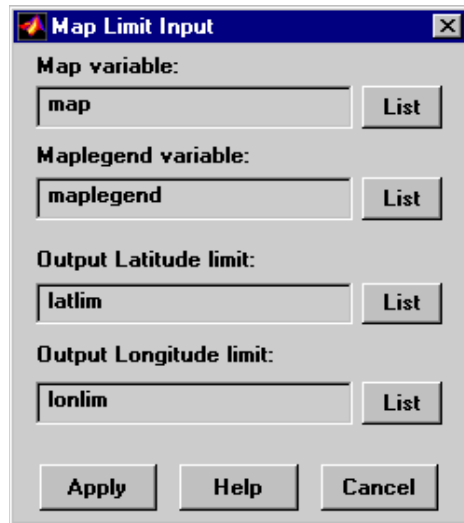 Map Limit Input
Map variable:
map List
Maplegend variable:
maplegend List
Output Latitude limit:
latlim List
Output Longitude limit:
lonlim List
Apply Help Cancel